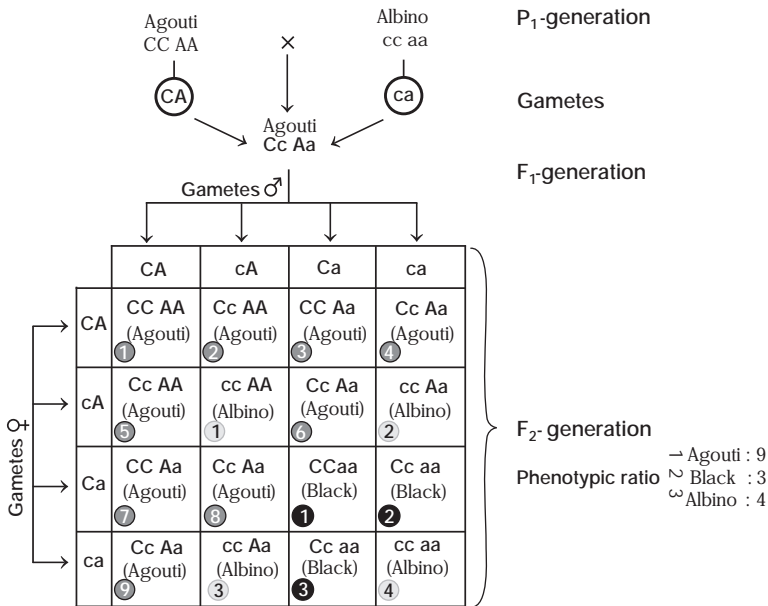 P₁-generation
Agouti
CC AA
×
Albino
cc aa
CA
ca
Gametes
Agouti
Cc Aa
F₁-generation
Gametes ♂
CA cA Ca ca
Gametes ♀
CA
CC AA
(Agouti)
1
Cc AA
(Agouti)
2
CC Aa
(Agouti)
3
Cc Aa
(Agouti)
4
cA
Cc AA
(Agouti)
5
cc AA
(Albino)
1
Cc Aa
(Agouti)
6
cc Aa
(Albino)
2
Ca
CC Aa
(Agouti)
7
Cc Aa
(Agouti)
8
CCaa
(Black)
1
Cc aa
(Black)
2
ca
Cc Aa
(Agouti)
9
cc Aa
(Albino)
3
Cc aa
(Black)
3
cc aa
(Albino)
4
F₂- generation
Phenotypic ratio
1 Agouti : 9
2 Black : 3
3 Albino : 4